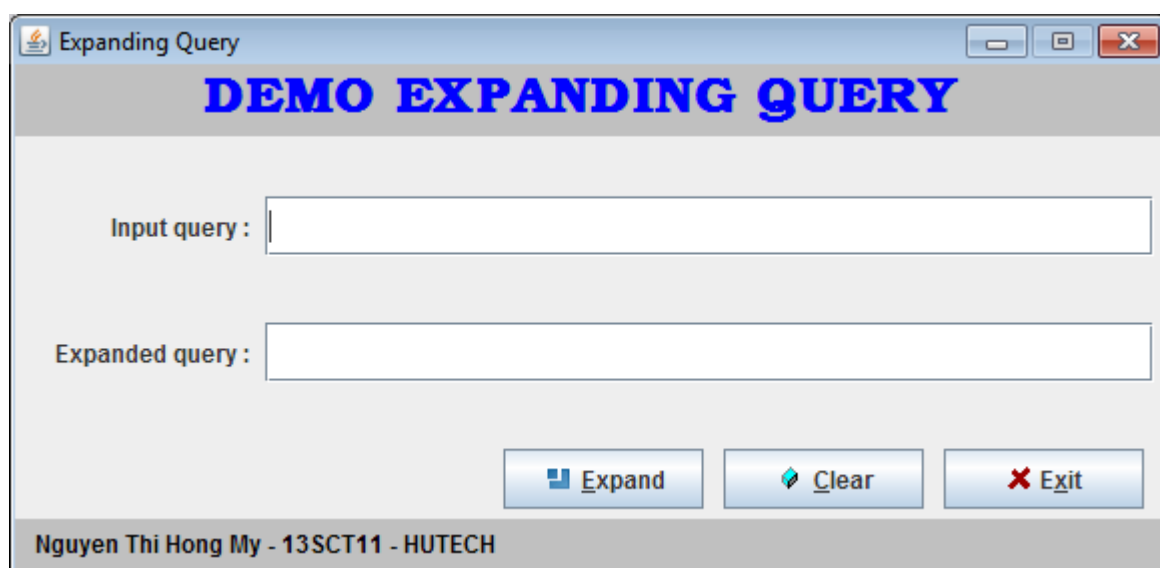 Expanding Query
DEMO EXPANDING QUERY
Input query :
Expanded query :
Expand Clear Exit
Nguyen Thi Hong My - 13SCT11 - HUTECH